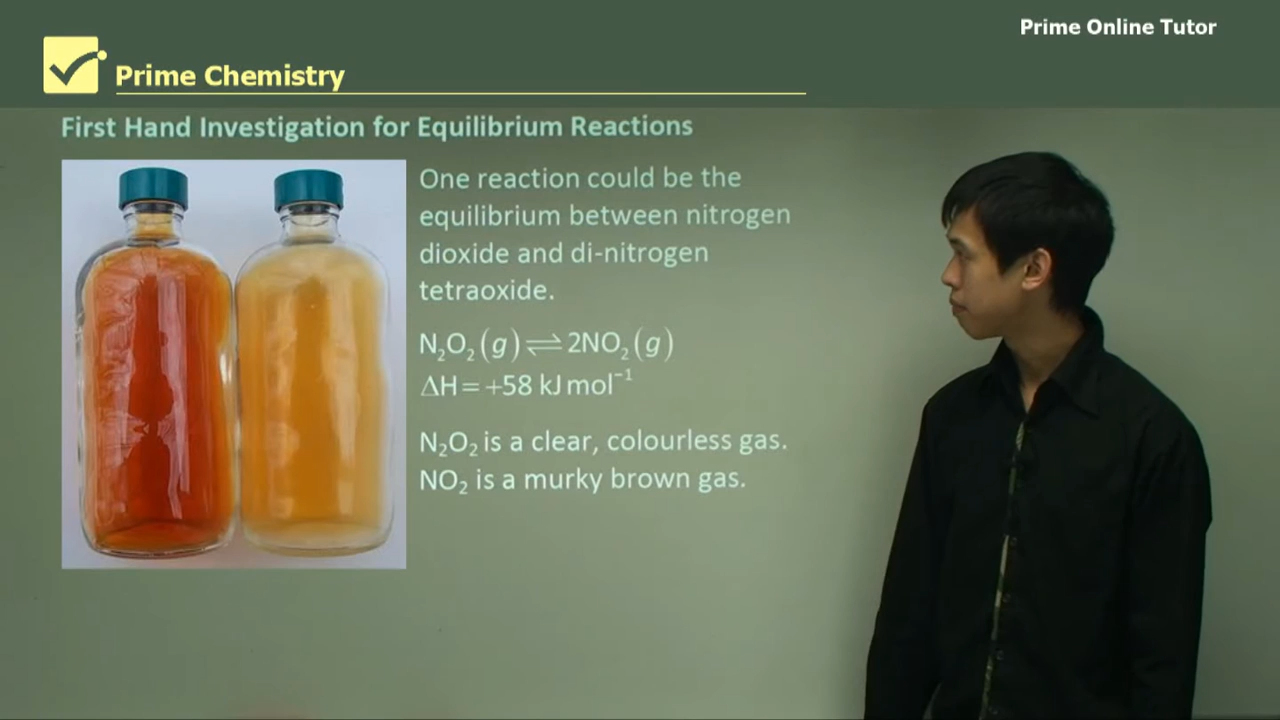 Prime Online Tutor
Prime Chemistry
First Hand Investigation for Equilibrium Reactions
One reaction could be the
equilibrium between nitrogen
dioxide and di-nitrogen
tetraoxide.
N₂O₂(g)⇌2NO₂(g)
ΔH=+58 kJ mol⁻¹
N₂O₂ is a clear, colourless gas.
NO₂ is a murky brown gas.